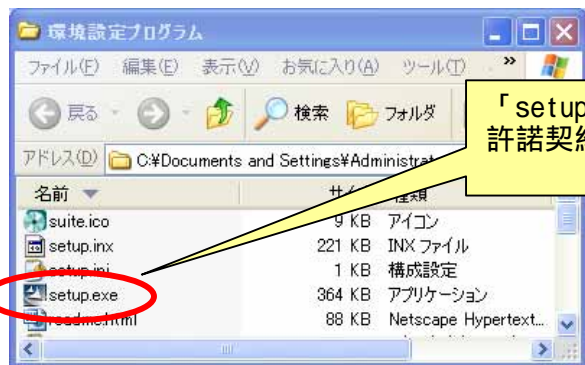 環境設定プログラム
ファイル(F) 編集(E) 表示(V) お気に入り(A) ツール(T) »
戻る 検索 フォルダ
「setup
許諾契約
アドレス(D) C:¥Documents and Settings¥Administrat
名前
suite.ico 9 KB アイコン
setup.inx 221 KB INX ファイル
setup.ini 1 KB 構成設定
setup.exe 364 KB アプリケーション
readme.html 88 KB Netscape Hypertext...